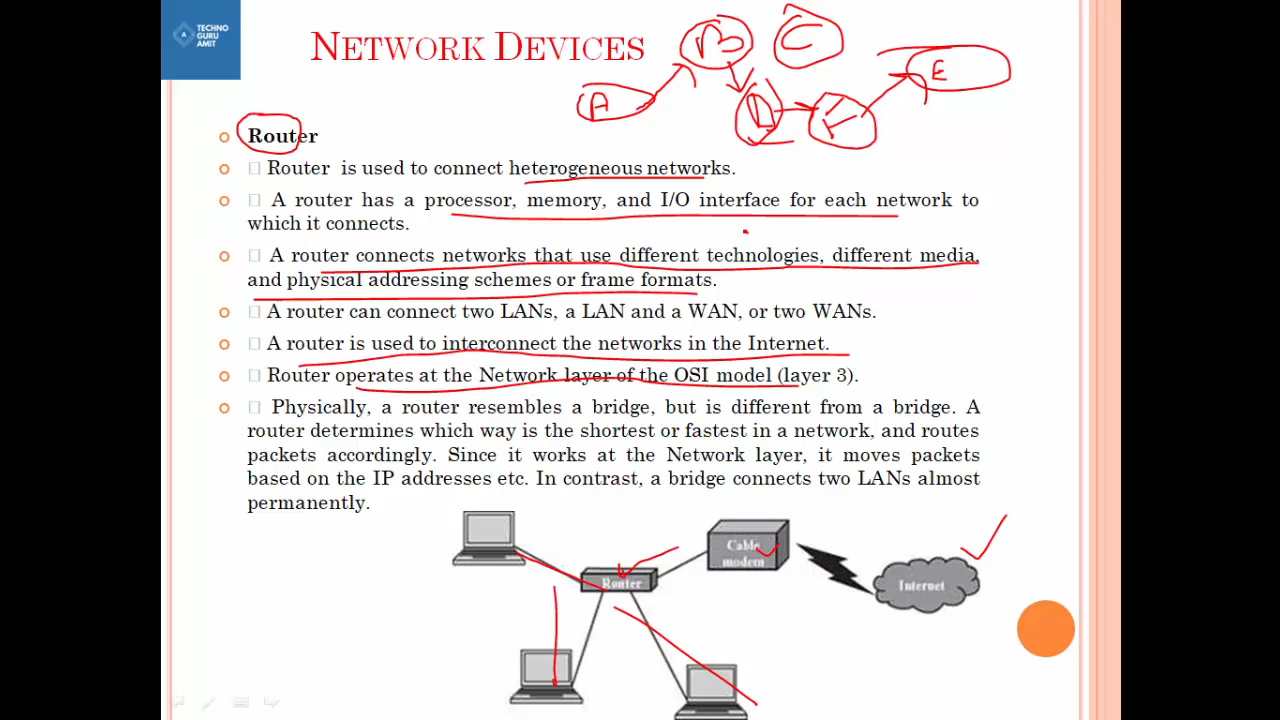 TECHNO
GURU
AMIT
A
NETWORK DEVICES
B
C
E
A
D
Router
Router is used to connect heterogeneous networks.
A router has a processor, memory, and I/O interface for each network to
which it connects.
A router connects networks that use different technologies, different media,
and physical addressing schemes or frame formats.
A router can connect two LANs, a LAN and a WAN, or two WANs.
A router is used to interconnect the networks in the Internet.
Router operates at the Network layer of the OSI model (layer 3).
Physically, a router resembles a bridge, but is different from a bridge. A
router determines which way is the shortest or fastest in a network, and routes
packets accordingly. Since it works at the Network layer, it moves packets
based on the IP addresses etc. In contrast, a bridge connects two LANs almost
permanently.
Cable
modem
Router
Internet